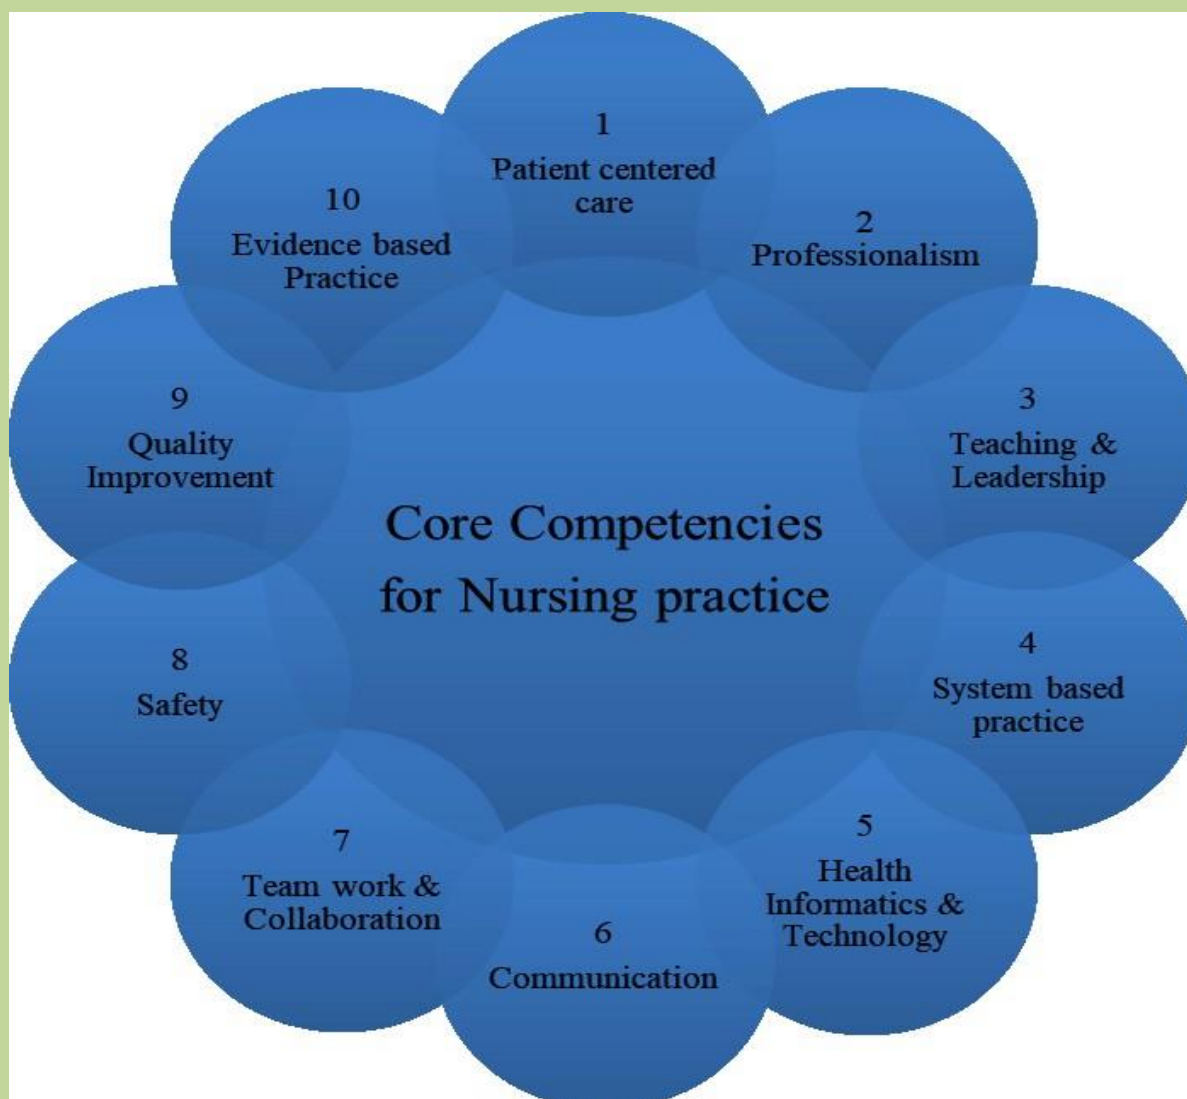 1
Patient centered
care
2
Professionalism
3
Teaching &
Leadership
4
System based
practice
5
Health
Informatics &
Technology
6
Communication
7
Team work &
Collaboration
8
Safety
9
Quality
Improvement
10
Evidence based
Practice
Core Competencies
for Nursing practice